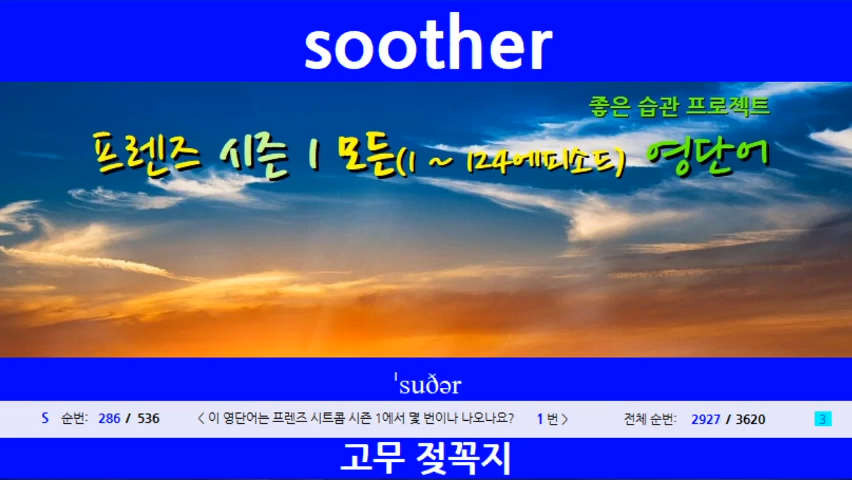 soother
좋은 습관 프로젝트
프렌즈 시즌 1 모든(1 ~ 124에피소드) 영단어
ˈsuðər
S 순번: 286 / 536 < 이 영단어는 프렌즈 시트콤 시즌 1에서 몇 번이나 나오나요? 1 번 > 전체 순번: 2927 / 3620 3
고무 젖꼭지